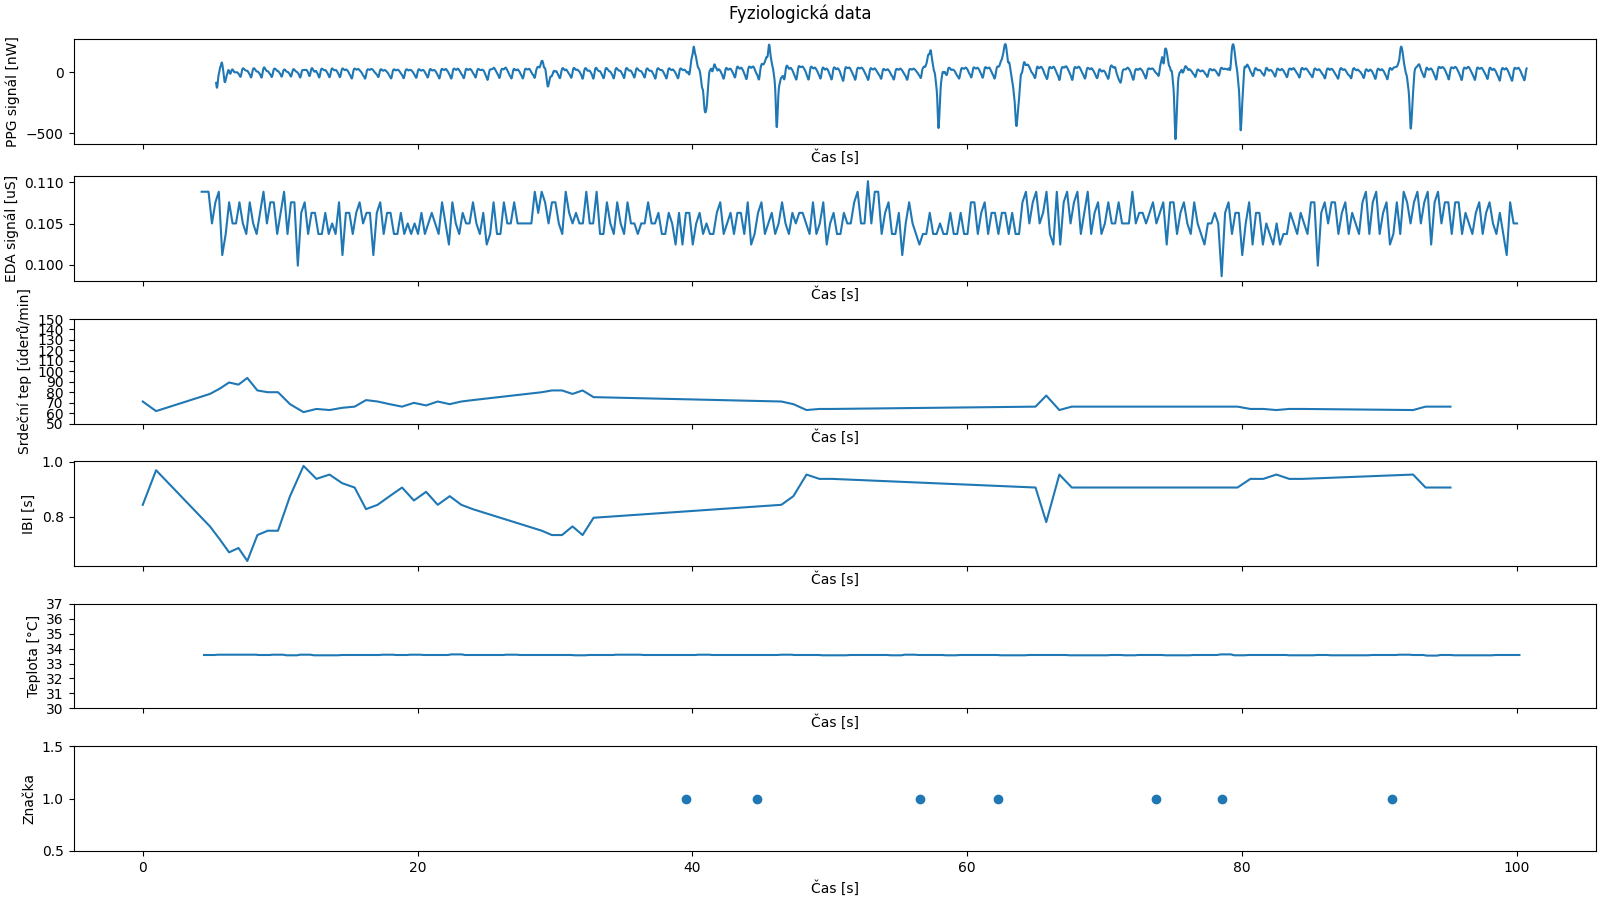 Fyziologická data
PPG signál [nW]
0
−500
Čas [s]
EDA signál [uS]
0.110
0.105
0.100
Čas [s]
Srdeční tep [úderů/min]
150
140
130
120
110
100
90
80
70
60
50
Čas [s]
IBI [s]
1.0
0.8
Čas [s]
Teplota [°C]
37
36
35
34
33
32
31
30
Čas [s]
Značka
1.5
1.0
0.5
0 20 40 60 80 100
Čas [s]